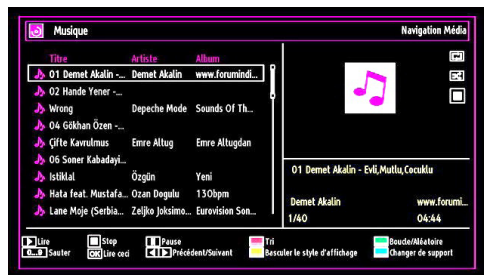 Musique
Navigation Média
Titre Artiste Album
01 Demet Akalin -... Demet Akalin www.forumindi...
02 Hande Yener -...
Wrong Depeche Mode Sounds Of Th...
04 Gökhan Özen -...
Çifte Kavrulmus Emre Altug Emre Altugdan
06 Soner Kabadayi...
Istiklal Özgün Yeni
Hata feat. Mustafa... Ozan Dogulu 130bpm
Lane Moje (Serbia... Zeljko Joksimo... Eurovision Son...
01 Demet Akalin - Evli,Mutlu,Cocuklu
Demet Akalin www.forumi...
1/40 04:44
Lire Stop Pause Tri Boucle/Aléatoire
0...9 Sauter OK Lire ceci Précédent/Suivant Basculer le style d'affichage Changer de support